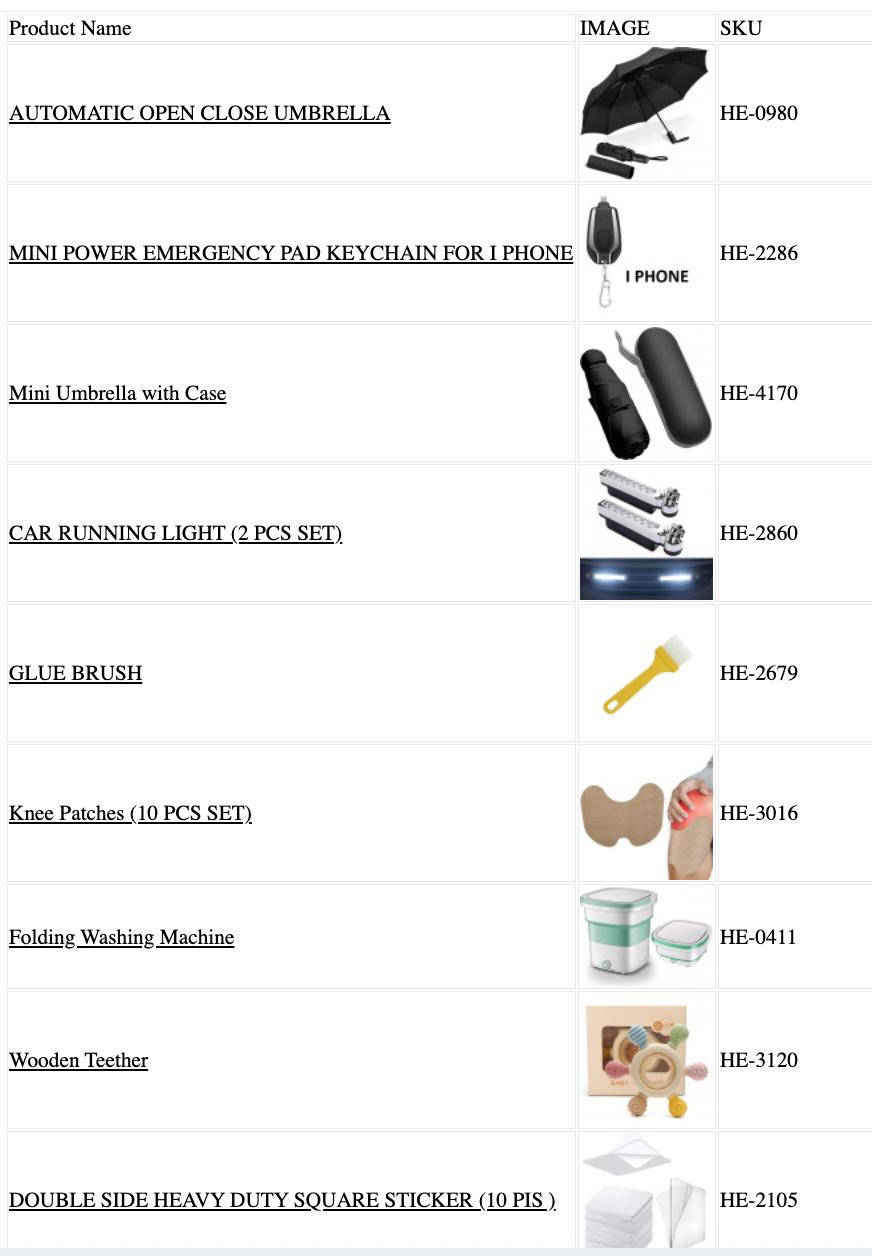 Product Name IMAGE SKU
AUTOMATIC OPEN CLOSE UMBRELLA HE-0980
MINI POWER EMERGENCY PAD KEYCHAIN FOR I PHONE I PHONE HE-2286
Mini Umbrella with Case HE-4170
CAR RUNNING LIGHT (2 PCS SET) HE-2860
GLUE BRUSH HE-2679
Knee Patches (10 PCS SET) HE-3016
Folding Washing Machine HE-0411
Wooden Teether HE-3120
DOUBLE SIDE HEAVY DUTY SQUARE STICKER (10 PIS ) HE-2105